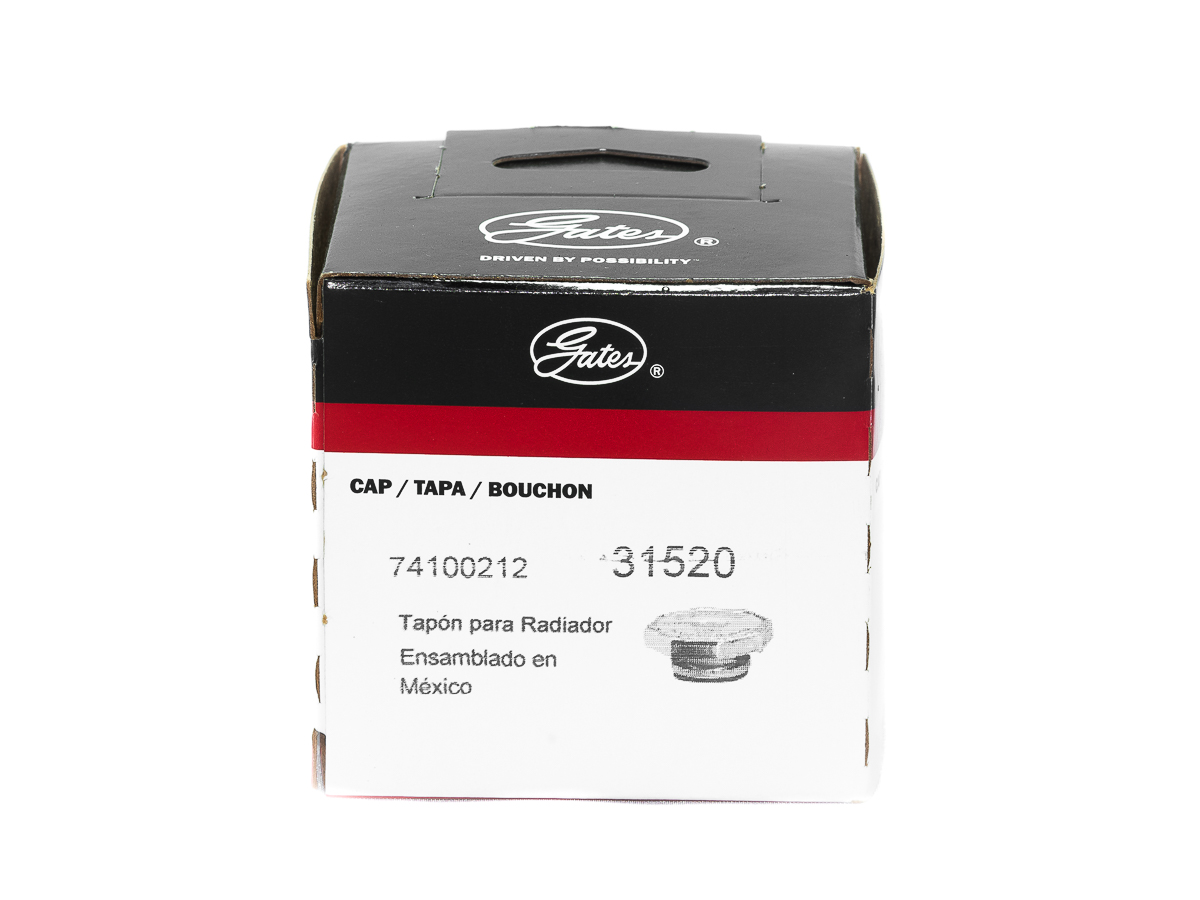 Gates ®
DRIVEN BY POSSIBILITY™
Gates ®
CAP / TAPA / BOUCHON
74100212 31520
Tapón para Radiador
Ensamblado en
México